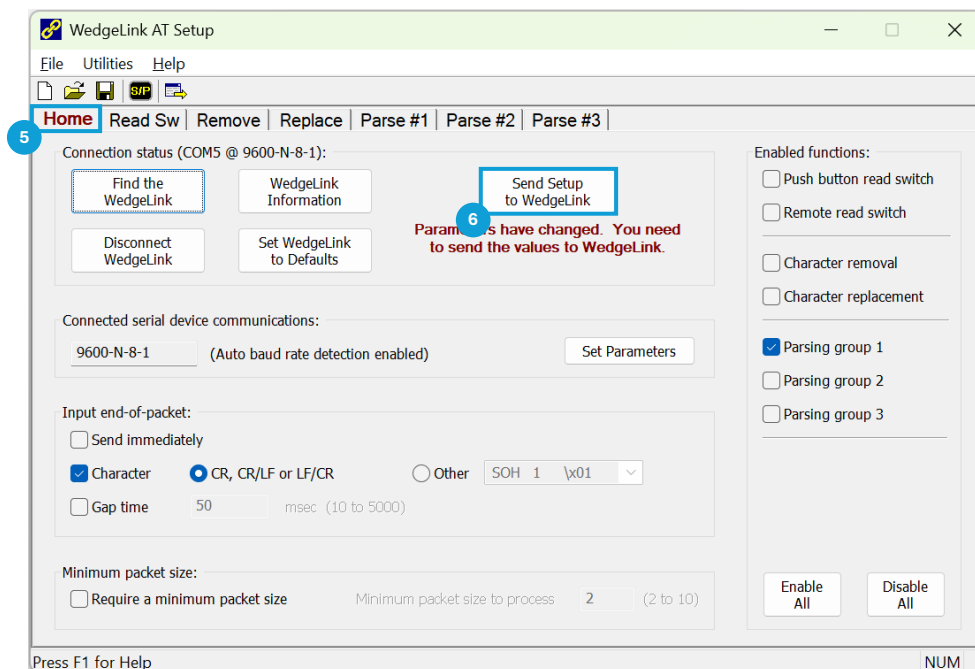 WedgeLink AT Setup
File Utilities Help
S/P
Home Read Sw Remove Replace Parse #1 Parse #2 Parse #3
5
Connection status (COM5 @ 9600-N-8-1):
Find the
WedgeLink
WedgeLink
Information
Send Setup
to WedgeLink
6
Disconnect
WedgeLink
Set WedgeLink
to Defaults
Parameters have changed. You need
to send the values to WedgeLink.
Connected serial device communications:
9600-N-8-1 (Auto baud rate detection enabled) Set Parameters
Input end-of-packet:
Send immediately
Character CR, CR/LF or LF/CR Other SOH 1 \x01
Gap time 50 msec (10 to 5000)
Minimum packet size:
Require a minimum packet size Minimum packet size to process 2 (2 to 10)
Enabled functions:
Push button read switch
Remote read switch
Character removal
Character replacement
Parsing group 1
Parsing group 2
Parsing group 3
Enable
All
Disable
All
Press F1 for Help NUM